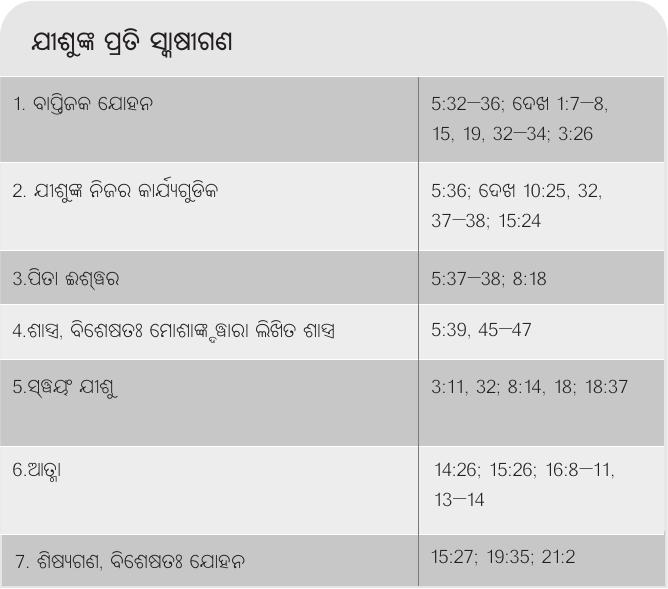 ଯୀଶୁଙ୍କ ପ୍ରତି ସ୍କାଷୀଗଣ
1. ବାପ୍ତିଜକ ଯୋହନ 5:32–36; ଦେଖ 1:7–8,
15, 19, 32–34; 3:26
2. ଯୀଶୁଙ୍କ ନିଜର କାର୍ଯ୍ୟଗୁଡିକ 5:36; ଦେଖ 10:25, 32,
37–38; 15:24
3.ପିତା ଈଶ୍ୱର 5:37–38; 8:18
4.ଶାସ୍ତ୍ର, ବିଶେଷତଃ ମୋଶାଙ୍କ ଦ୍ୱାରା ଲିଖିତ ଶାସ୍ତ୍ର 5:39, 45–47
5.ସ୍ୱୟଂ ଯୀଶୁ 3:11, 32; 8:14, 18; 18:37
6.ଆତ୍ମା 14:26; 15:26; 16:8–11,
13–14
7. ଶିଷ୍ୟଗଣ, ବିଶେଷତଃ ଯୋହନ 15:27; 19:35; 21:2